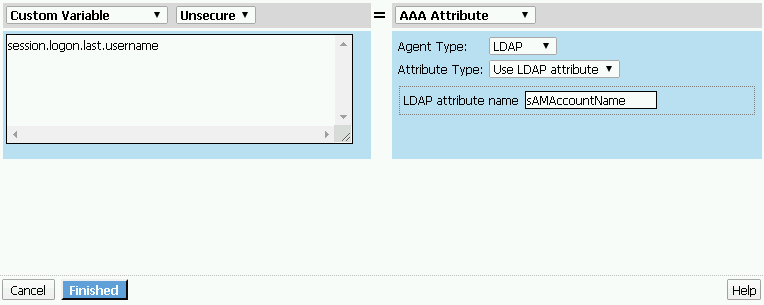 Custom Variable Unsecure = AAA Attribute
session.logon.last.username
Agent Type: LDAP
Attribute Type: Use LDAP attribute
LDAP attribute name sAMAccountName
Cancel Finished Help